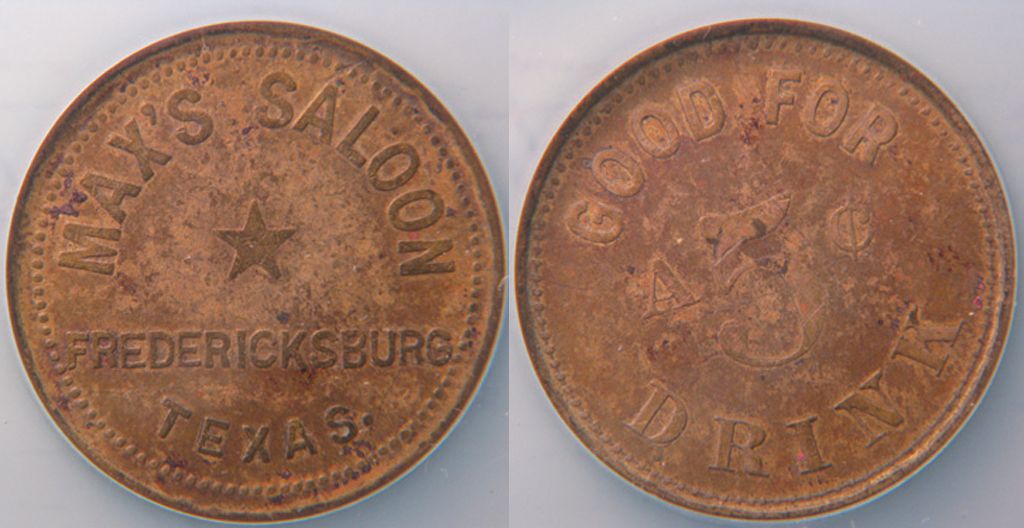 MAX'S SALOON
FREDERICKSBURG
TEXAS.
GOOD FOR
A 5 ¢
DRINK